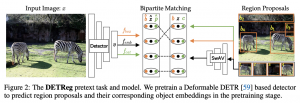 Input Image: x
Bipartite Matching
Region Proposals
Detector
SwAV
Figure 2: The DETReg pretext task and model. We pretrain a Deformable DETR [59] based detector
to predict region proposals and their corresponding object embeddings in the pretraining stage.